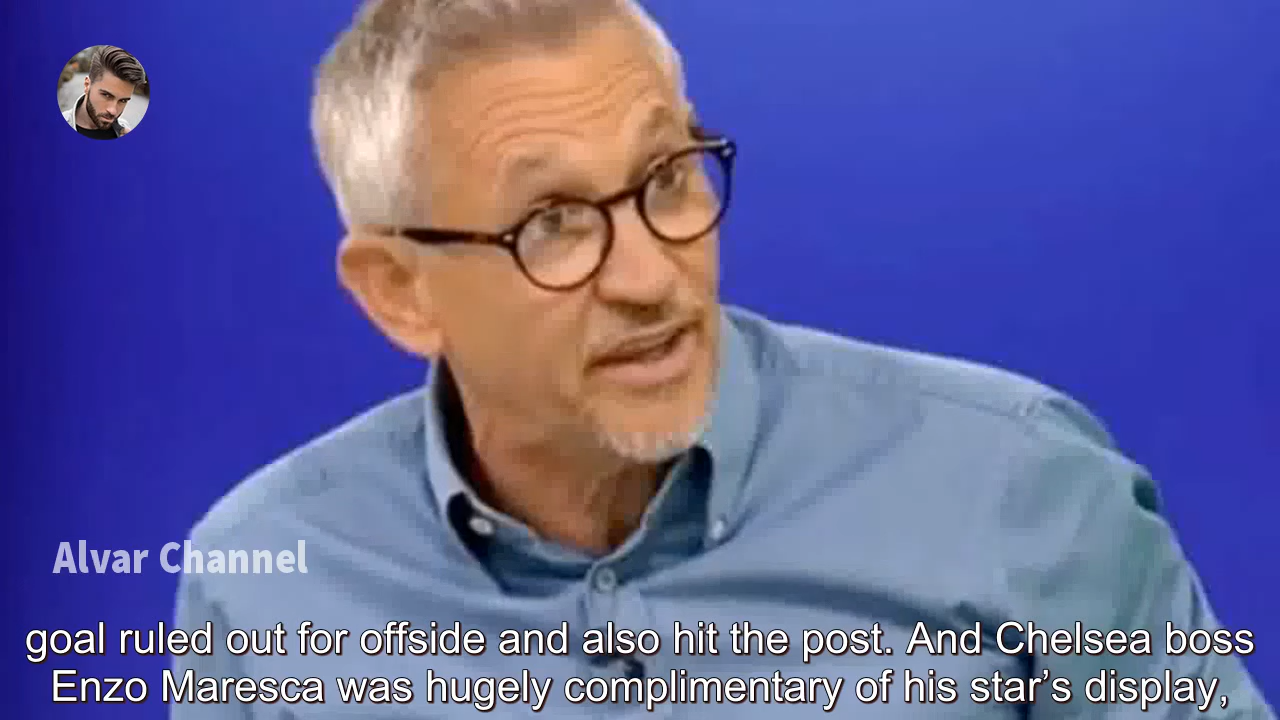 Alvar Channel
goal ruled out for offside and also hit the post. And Chelsea boss
Enzo Maresca was hugely complimentary of his star’s display,